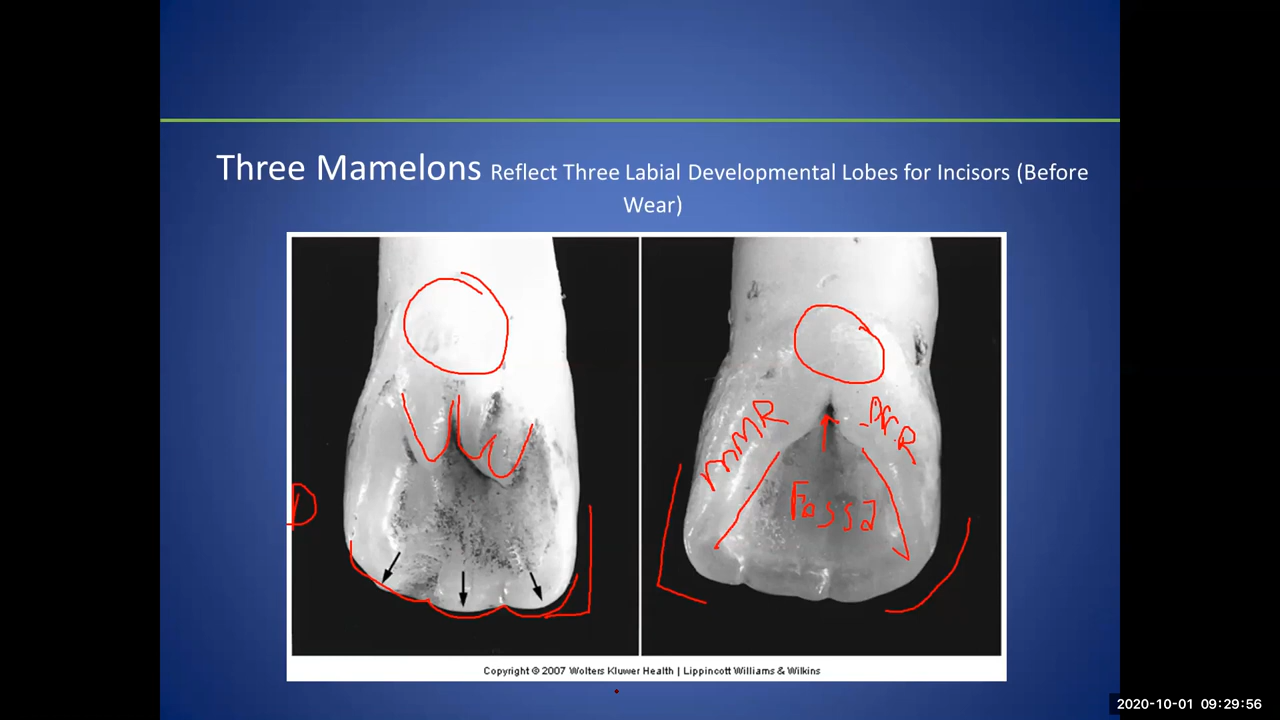 Three Mamelons Reflect Three Labial Developmental Lobes for Incisors (Before
Wear)
MMR
DMR
Fossa
D
Copyright © 2007 Wolters Kluwer Health | Lippincott Williams & Wilkins
2020-10-01 09:29:56